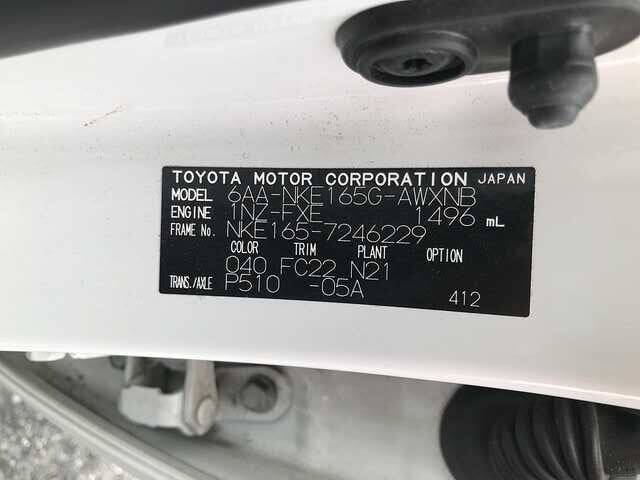 TOYOTA MOTOR CORPORATION JAPAN
MODEL 6AA-NKE165G-AWXNB
ENGINE 1NZ-FXE 1496 mL
FRAME No. NKE165-7246229
COLOR TRIM PLANT OPTION
040 FC22 N21
TRANS./AXLE P510 -05A
412